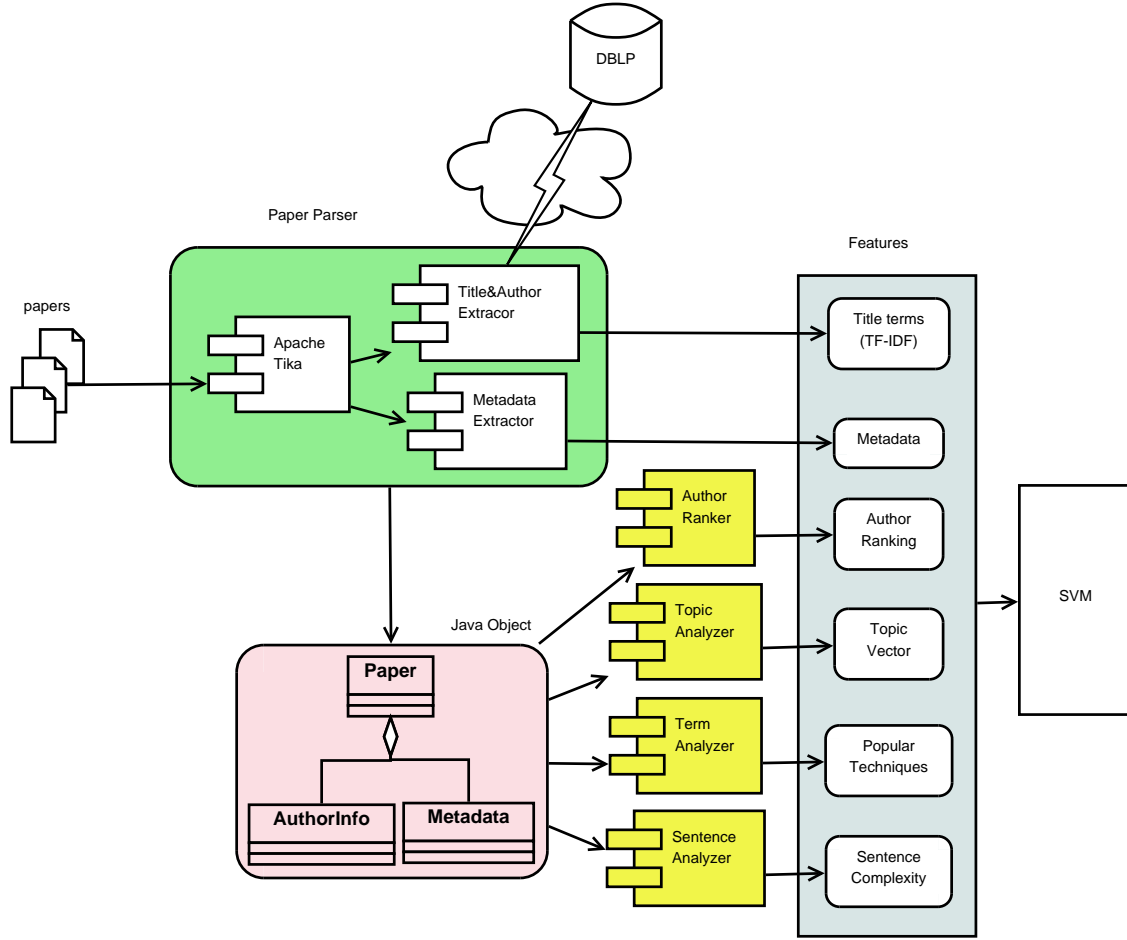 DBLP
Paper Parser
Features
papers
Title&Author
Extracor
Apache
Tika
Metadata
Extractor
Title terms
(TF-IDF)
Metadata
Author
Ranker
Author
Ranking
Java Object
Topic
Analyzer
Topic
Vector
SVM
Paper
Term
Analyzer
Popular
Techniques
AuthorInfo
Metadata
Sentence
Analyzer
Sentence
Complexity